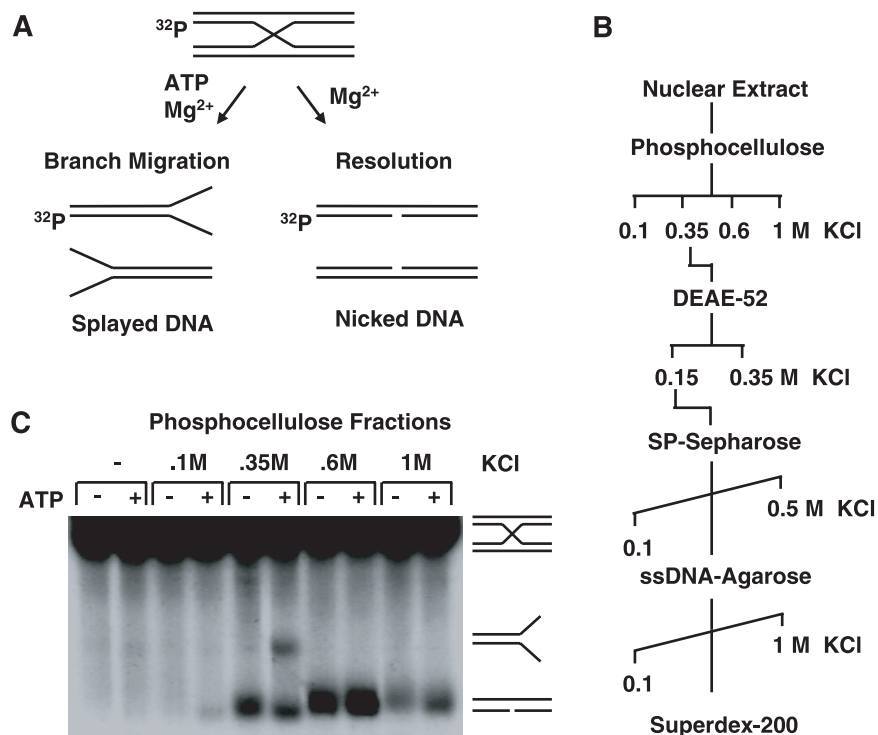 A
³²P
ATP
Mg²⁺
Mg²⁺
Branch Migration
Resolution
³²P
³²P
Splayed DNA
Nicked DNA
B
Nuclear Extract
Phosphocellulose
0.1 0.35 0.6 1 M KCl
DEAE-52
0.15 0.35 M KCl
SP-Sepharose
0.5 M KCl
0.1
ssDNA-Agarose
1 M KCl
0.1
Superdex-200
C
Phosphocellulose Fractions
- .1M .35M .6M 1M KCl
ATP - + - + - + - + - +